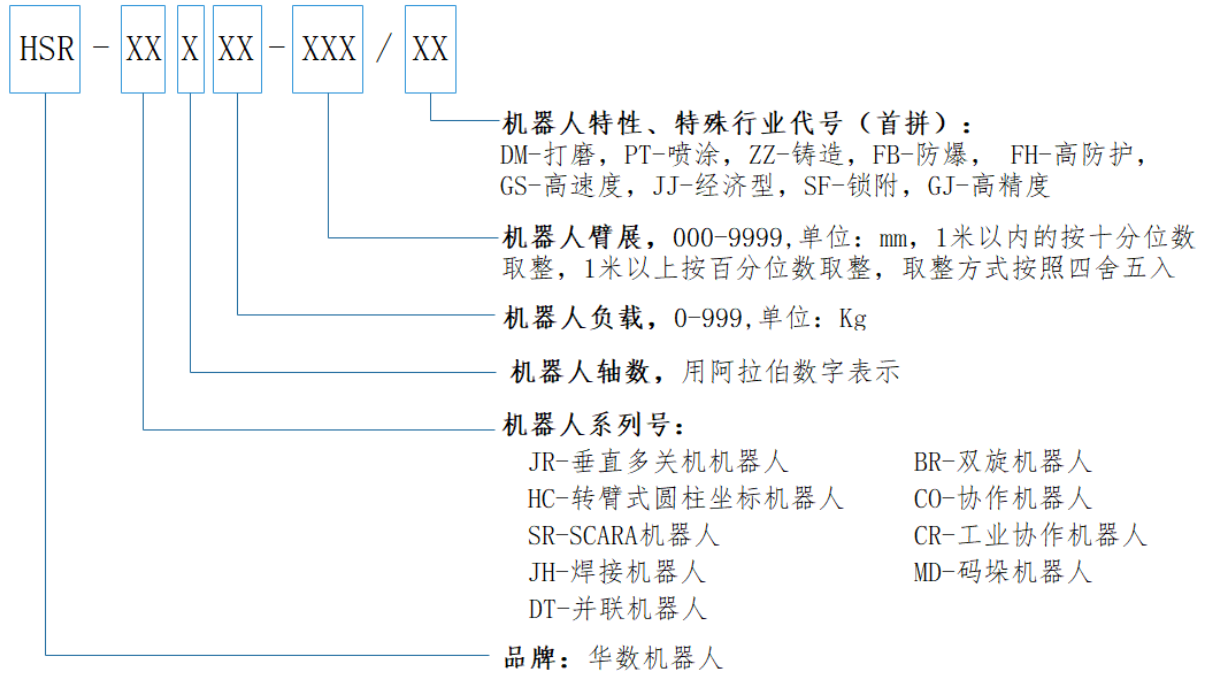 HSR - XX X XX - XXX / XX
机器人特性、特殊行业代号（首拼）：
DM-打磨，PT-喷涂，ZZ-铸造，FB-防爆， FH-高防护，
GS-高速度，JJ-经济型，SF-锁附，GJ-高精度
机器人臂展，000-9999,单位：mm，1米以内的按十分位数
取整，1米以上按百分位数取整，取整方式按照四舍五入
机器人负载，0-999,单位：Kg
机器人轴数，用阿拉伯数字表示
机器人系列号：
JR-垂直多关机机器人 BR-双旋机器人
HC-转臂式圆柱坐标机器人 CO-协作机器人
SR-SCARA机器人 CR-工业协作机器人
JH-焊接机器人 MD-码垛机器人
DT-并联机器人
品牌：华数机器人